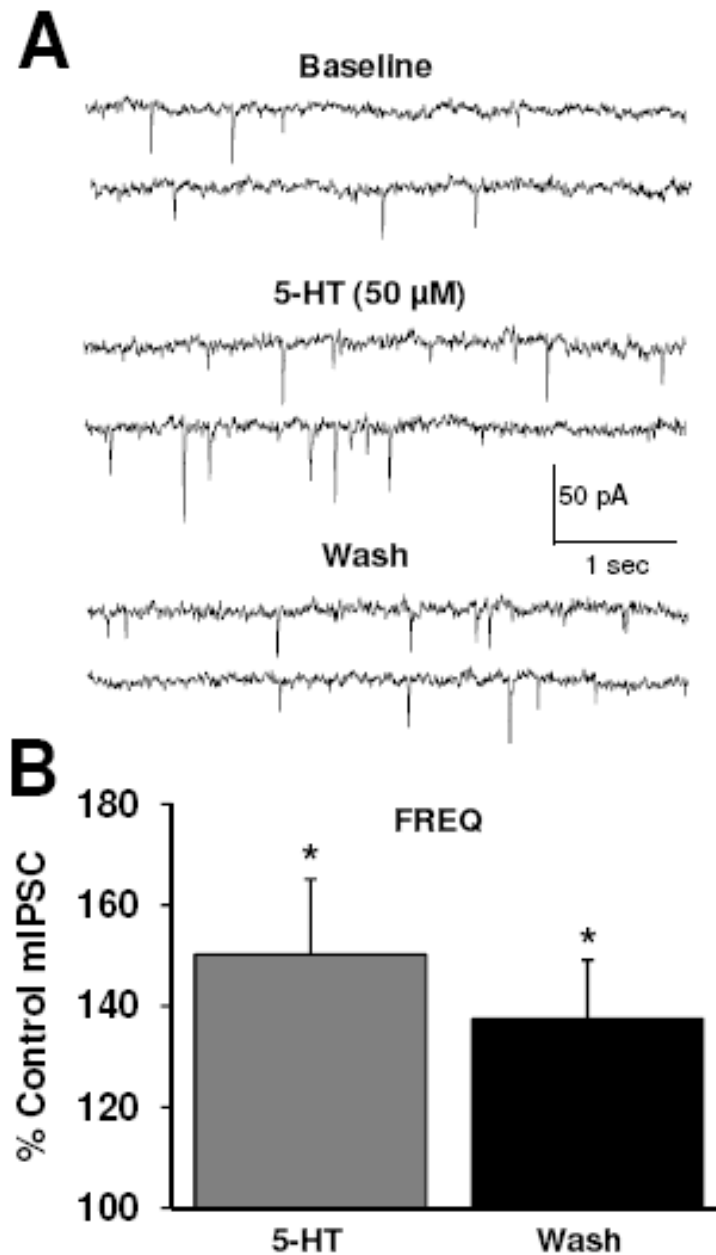 A
Baseline
5-HT (50 µM)
50 pA
1 sec
Wash
B
FREQ
% Control mIPSC
180
160
140
120
100
*
*
5-HT
Wash